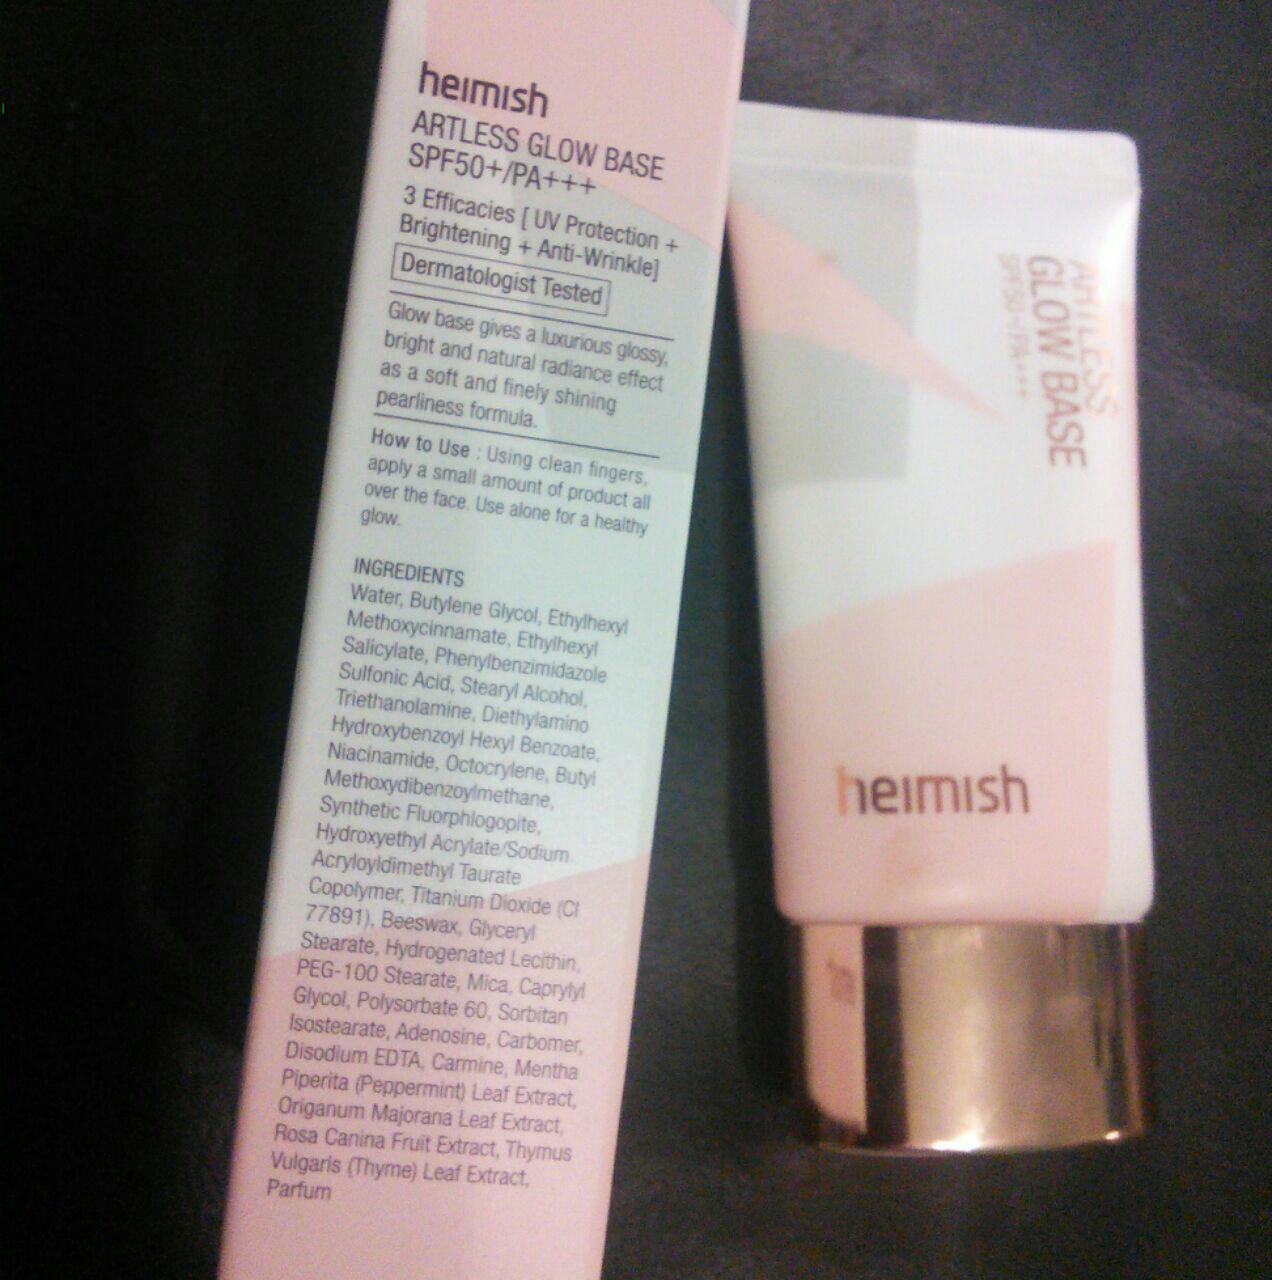 heimish
ARTLESS GLOW BASE
SPF50+/PA+++
3 Efficacies [ UV Protection +
Brightening + Anti-Wrinkle]
Dermatologist Tested
Glow base gives a luxurious glossy,
bright and natural radiance effect
as a soft and finely shining
pearliness formula.
How to Use : Using clean fingers,
apply a small amount of product all
over the face. Use alone for a healthy
glow.
INGREDIENTS
Water, Butylene Glycol, Ethylhexyl
Methoxycinnamate, Ethylhexyl
Salicylate, Phenylbenzimidazole
Sulfonic Acid, Stearyl Alcohol,
Triethanolamine, Diethylamino
Hydroxybenzoyl Hexyl Benzoate,
Niacinamide, Octocrylene, Butyl
Methoxydibenzoylmethane,
Synthetic Fluorphlogopite,
Hydroxyethyl Acrylate/Sodium
Acryloyldimethyl Taurate
Copolymer, Titanium Dioxide (CI
77891), Beeswax, Glyceryl
Stearate, Hydrogenated Lecithin,
PEG-100 Stearate, Mica, Caprylyl
Glycol, Polysorbate 60, Sorbitan
Isostearate, Adenosine, Carbomer,
Disodium EDTA, Carmine, Mentha
Piperita (Peppermint) Leaf Extract,
Origanum Majorana Leaf Extract,
Rosa Canina Fruit Extract, Thymus
Vulgaris (Thyme) Leaf Extract,
Parfum
ARTLESS
GLOW BASE
SPF50+/PA+++
heimish